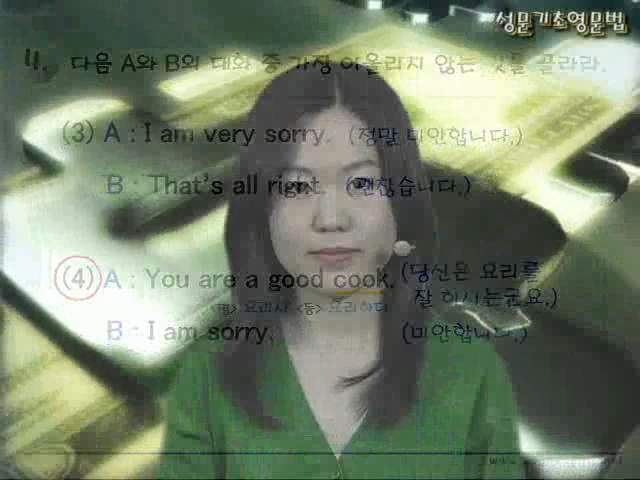 성문기초영문법
11. 다음 A와 B의 대화 중 가장 어울리지 않는 것을 골라라.
(3) A : I am very sorry. (정말 미안합니다.)
B : That's all right. (괜찮습니다.)
(4) A : You are a good cook. (당신은 요리를 잘 하시는군요.)
<명> 요리사 <동> 요리하다
B : I am sorry. (미안합니다.)